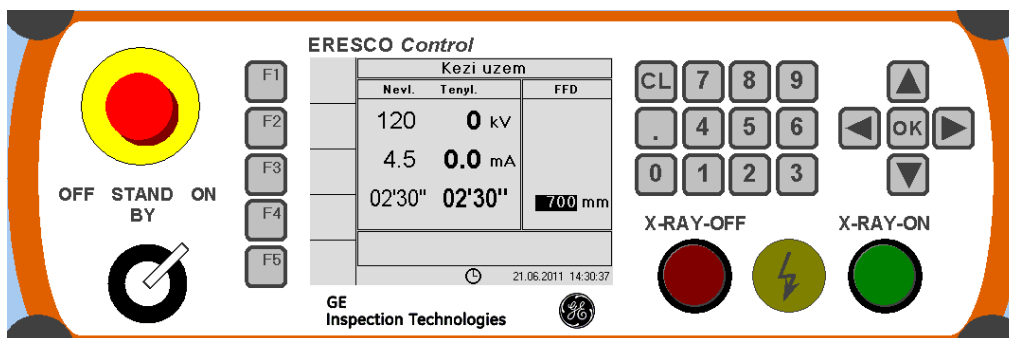 ERESCO Control
OFF STAND BY ON
F1
F2
F3
F4
F5
Kezi uzem
Nevl. Tenyl. FFD
120 0 kV
4.5 0.0 mA
02'30" 02'30" 700 mm
21.06.2011 14:30:37
GE
Inspection Technologies
GE
CL 7 8 9
. 4 5 6
0 1 2 3
OK
X-RAY-OFF X-RAY-ON